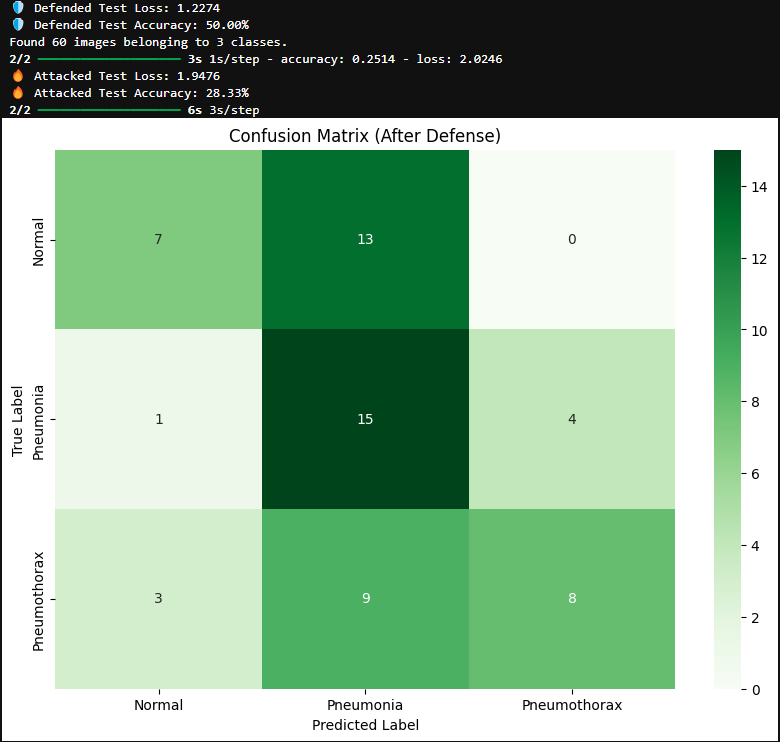 🛡️ Defended Test Loss: 1.2274
🛡️ Defended Test Accuracy: 50.00%
Found 60 images belonging to 3 classes.
2/2 ━━━━━━━━━━━━━━━━━━━━ 3s 1s/step - accuracy: 0.2514 - loss: 2.0246
🔥 Attacked Test Loss: 1.9476
🔥 Attacked Test Accuracy: 28.33%
2/2 ━━━━━━━━━━━━━━━━━━━━ 6s 3s/step
Confusion Matrix (After Defense)
True Label
Normal
7 13 0
Pneumonia
1 15 4
Pneumothorax
3 9 8
Normal Pneumonia Pneumothorax
Predicted Label
14
12
10
8
6
4
2
0